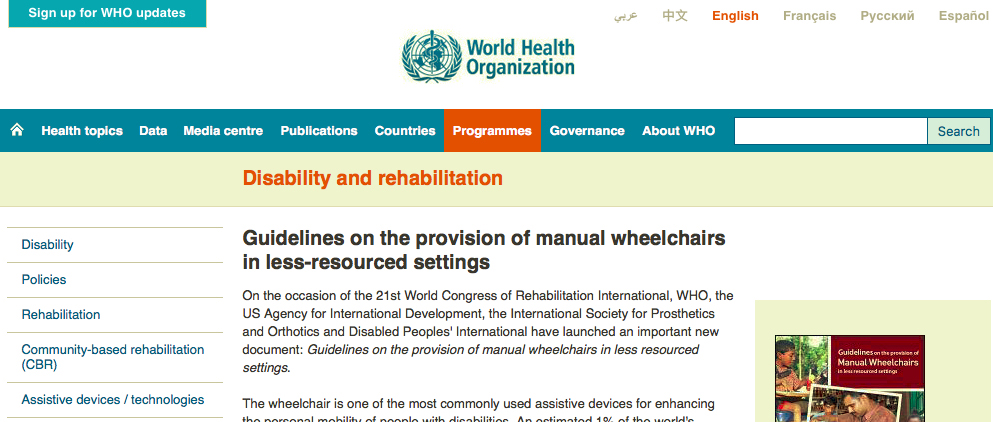 Sign up for WHO updates
عربي 中文 English Français Русский Español
World Health
Organization
Health topics Data Media centre Publications Countries Programmes Governance About WHO Search
Disability and rehabilitation
Disability
Policies
Rehabilitation
Community-based rehabilitation
(CBR)
Assistive devices / technologies
Guidelines on the provision of manual wheelchairs
in less-resourced settings
On the occasion of the 21st World Congress of Rehabilitation International, WHO, the
US Agency for International Development, the International Society for Prosthetics
and Orthotics and Disabled Peoples' International have launched an important new
document: Guidelines on the provision of manual wheelchairs in less resourced
settings.
The wheelchair is one of the most commonly used assistive devices for enhancing
the personal mobility of people with disabilities. An estimated 1% of the world's
Guidelines on the provision of
Manual Wheelchairs
in less resourced settings